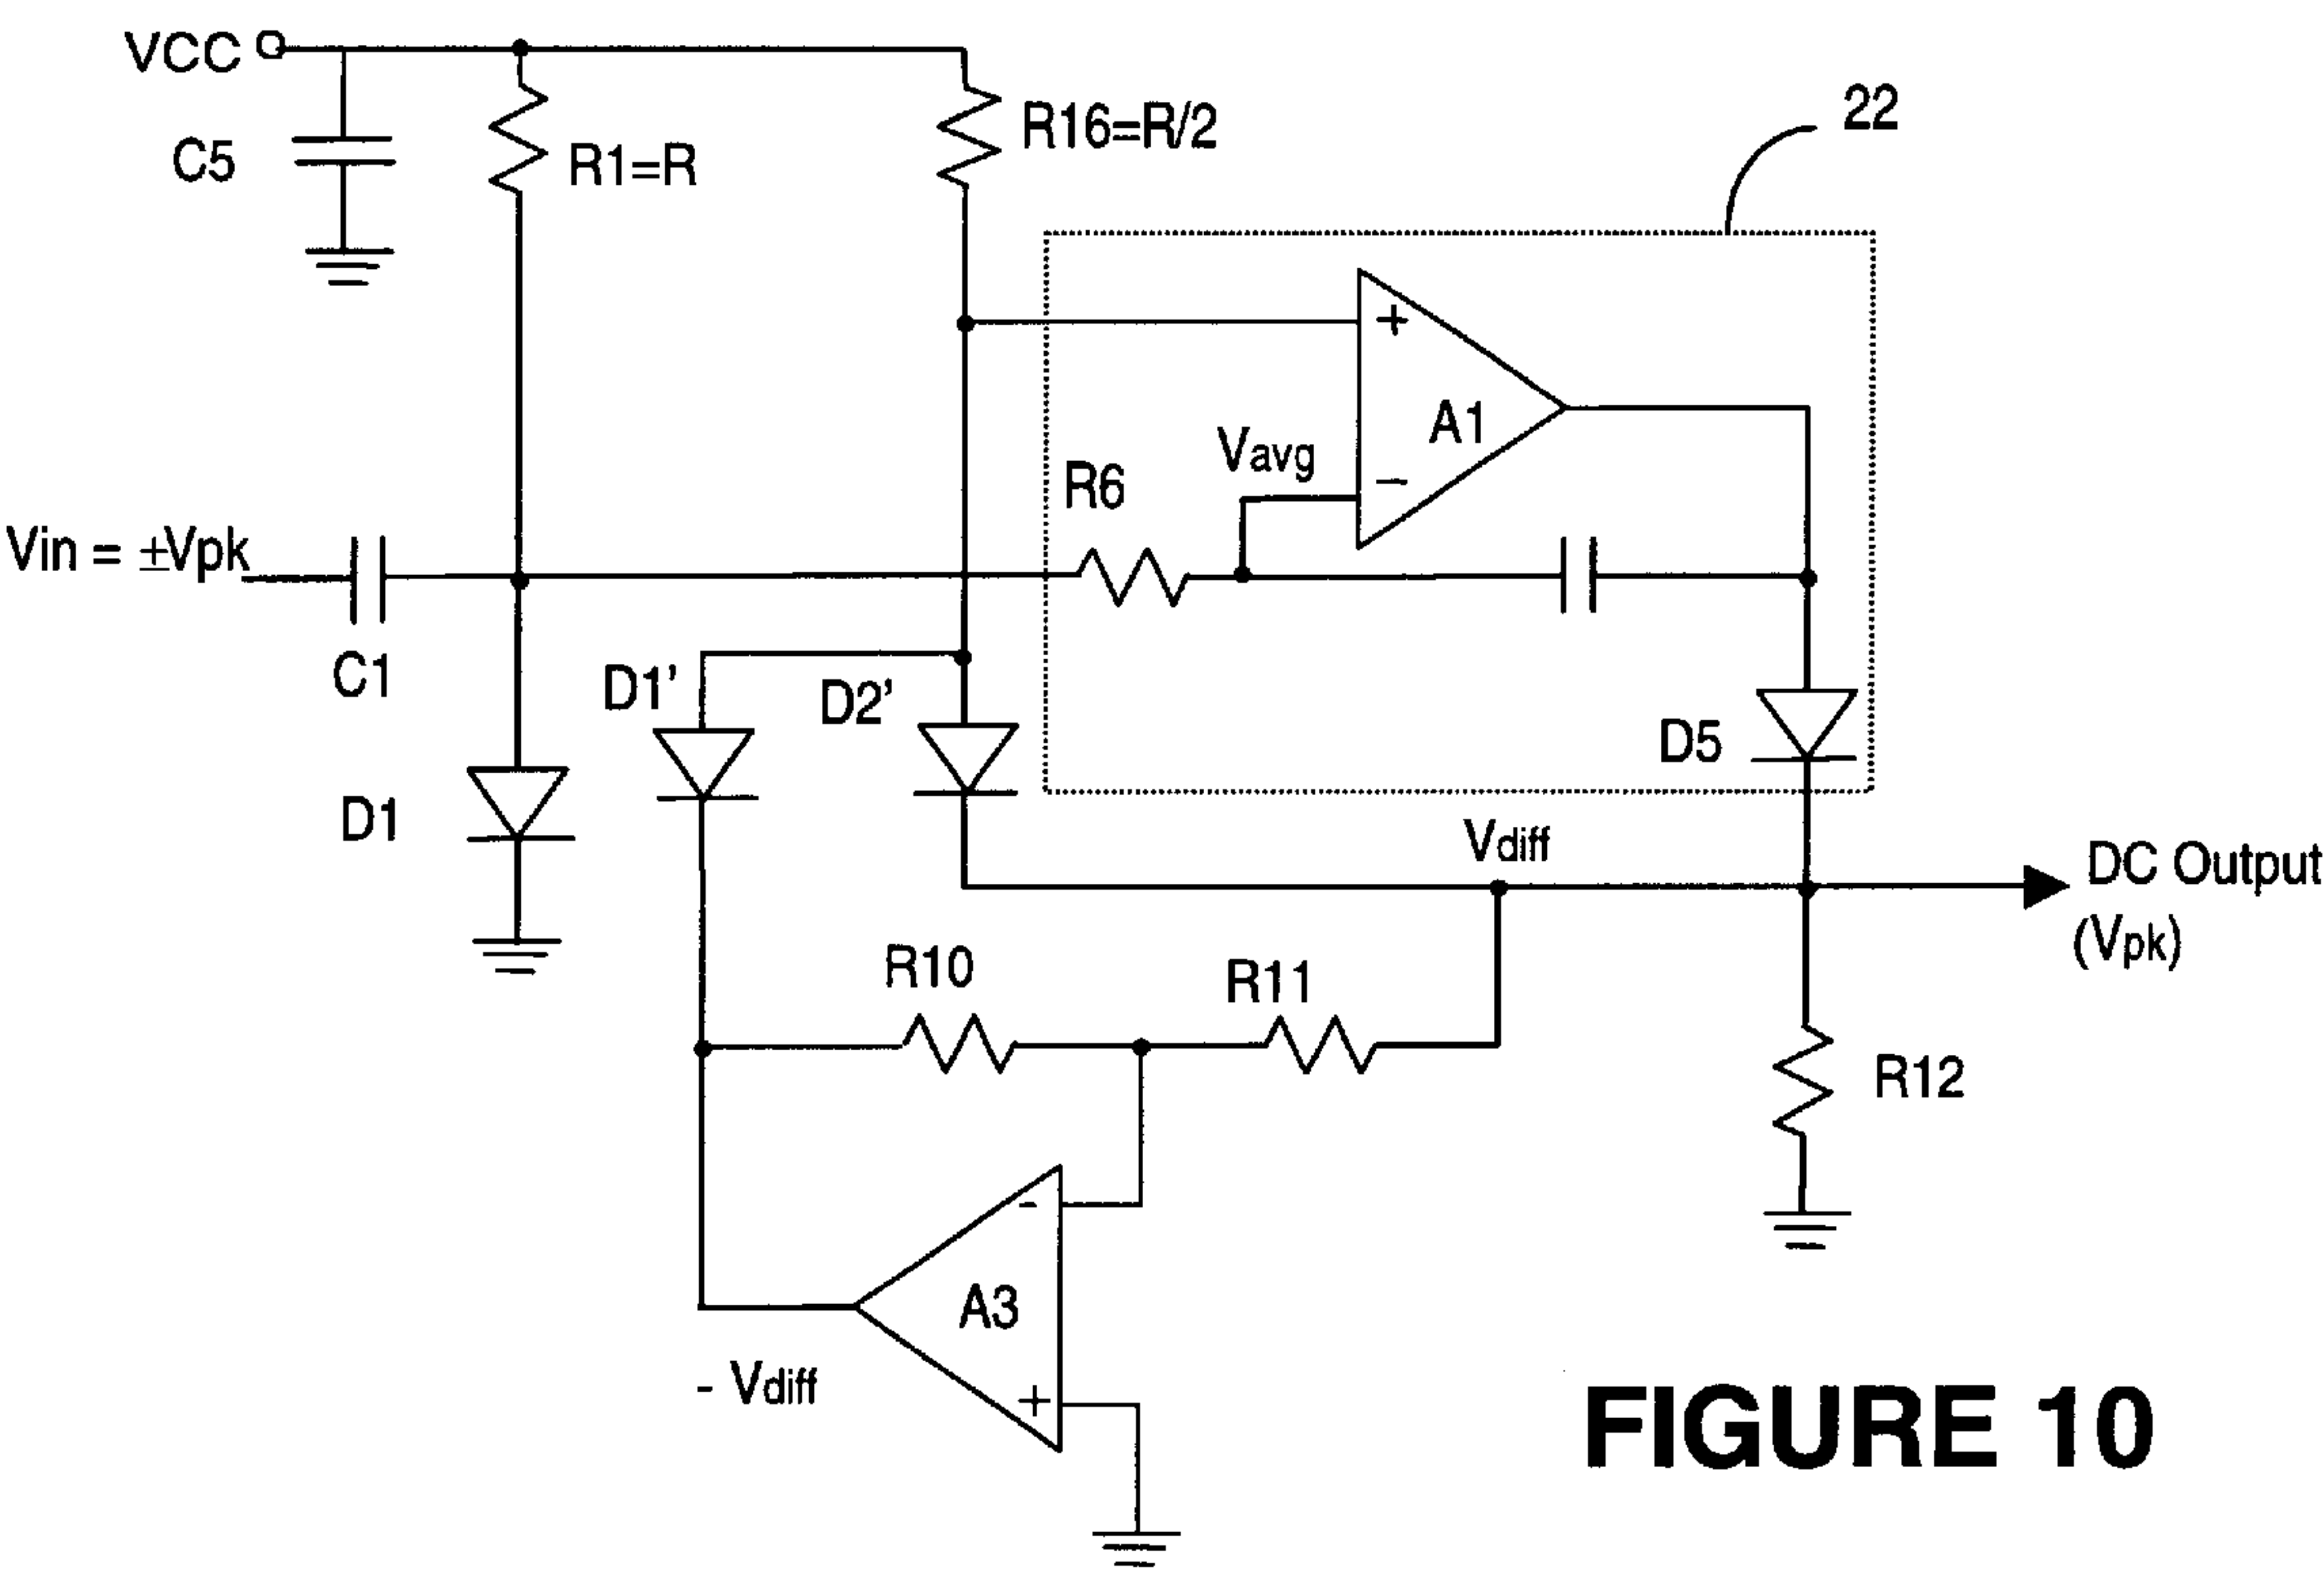 VCC
C5
R1=R
R16=R/2
22
+
A1
Vavg
−
R6
Vin = ±Vpk
C1
D1'
D2'
D5
D1
Vdiff
DC Output
(Vpk)
R10
R11
R12
-
A3
+
- Vdiff
FIGURE 10